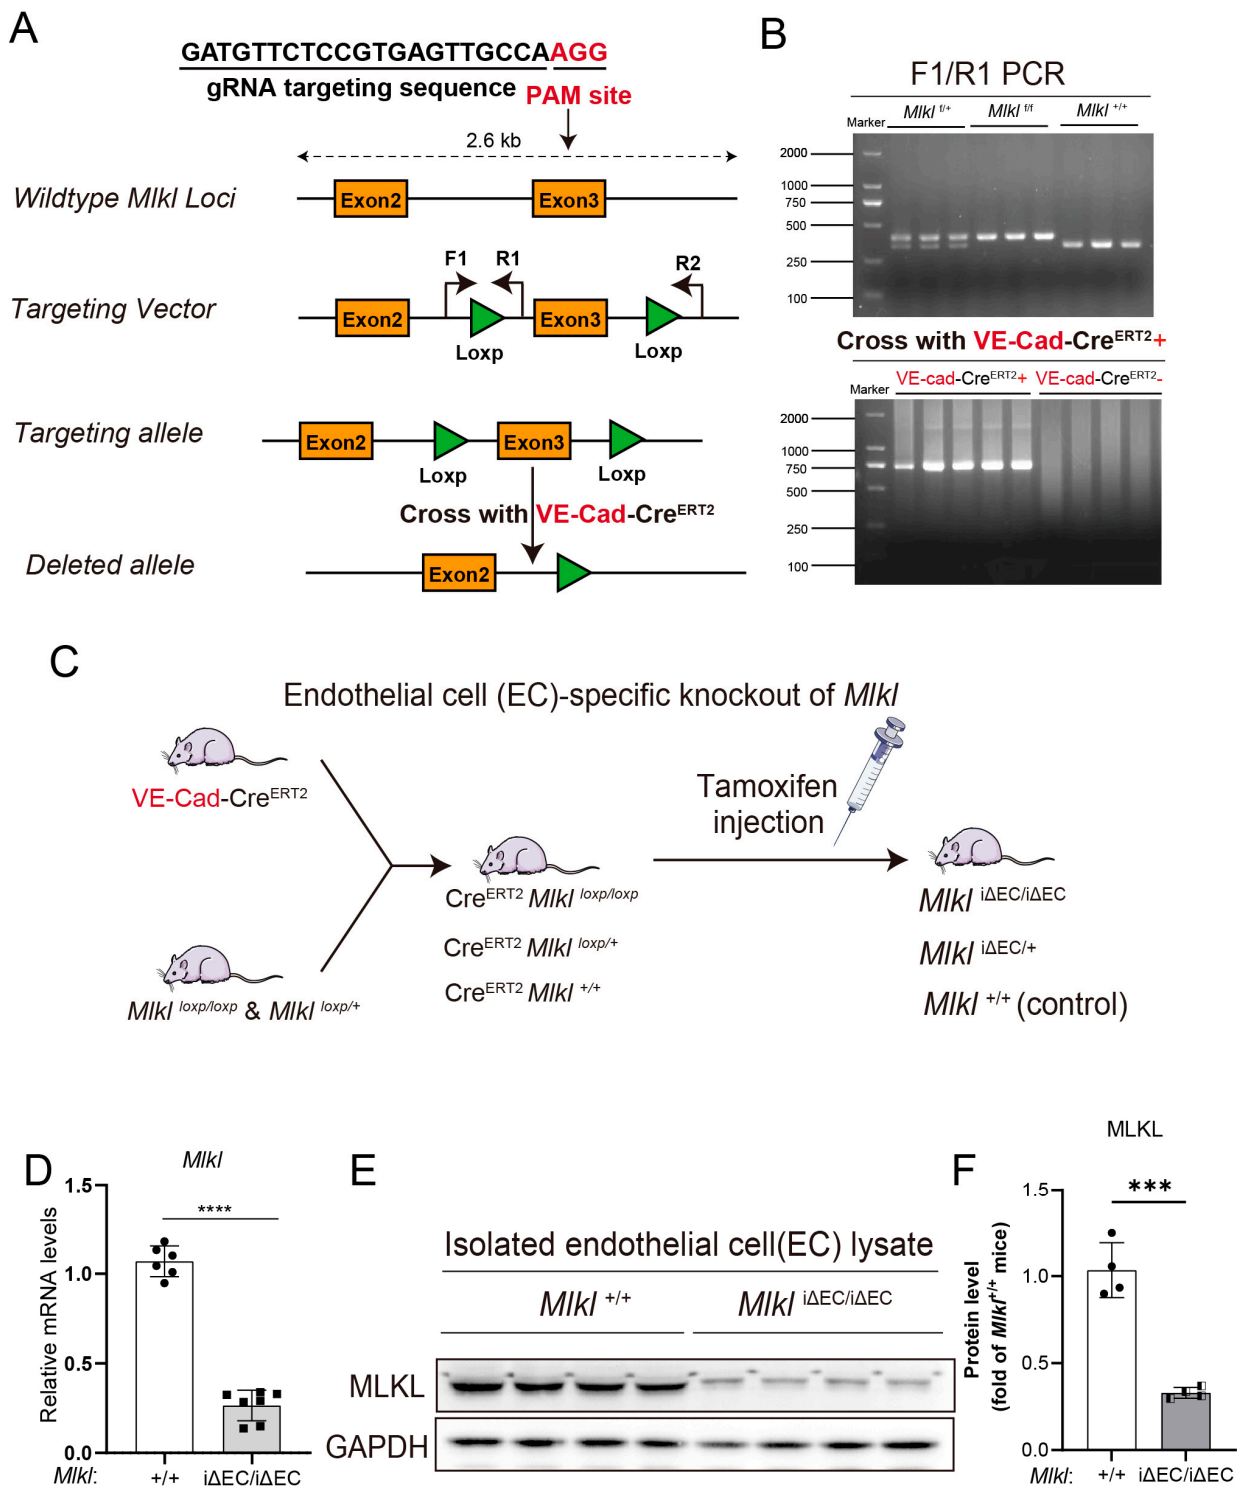 A
GATGTTCTCCGTGAGTTGCCAAGG
gRNA targeting sequence PAM site
2.6 kb
Wildtype Mlkl Loci
Exon2 Exon3
F1 R1 R2
Targeting Vector
Exon2 Exon3
Loxp Loxp
Targeting allele
Exon2 Exon3
Loxp Loxp
Cross with VE-Cad-CreERT2
Deleted allele
Exon2
B
F1/R1 PCR
Marker Mlkl f/+ Mlkl f/f Mlkl +/+
2000
1000
750
500
250
100
Cross with VE-Cad-CreERT2+
Marker VE-cad-CreERT2+ VE-cad-CreERT2-
2000
1000
750
500
250
100
C
Endothelial cell (EC)-specific knockout of Mlkl
VE-Cad-CreERT2
Mlkl loxp/loxp & Mlkl loxp/+
CreERT2 Mlkl loxp/loxp
CreERT2 Mlkl loxp/+
CreERT2 Mlkl +/+
Tamoxifen
injection
Mlkl iΔEC/iΔEC
Mlkl iΔEC/+
Mlkl +/+ (control)
D
Mlkl
Relative mRNA levels
1.5
1.0
0.5
0.0
****
Mlkl: +/+ iΔEC/iΔEC
E
Isolated endothelial cell(EC) lysate
Mlkl +/+ Mlkl iΔEC/iΔEC
MLKL
GAPDH
F
MLKL
Protein level
(fold of Mlkl+/+ mice)
1.5
1.0
0.5
0.0
***
Mlkl: +/+ iΔEC/iΔEC